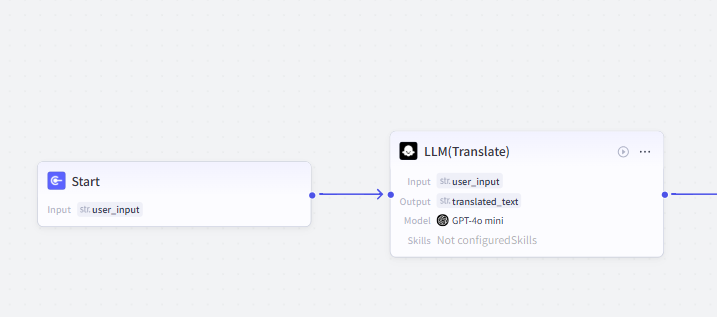 Start
Input str. user_input
LLM(Translate)
Input str. user_input
Output str. translated_text
Model GPT-4o mini
Skills Not configuredSkills